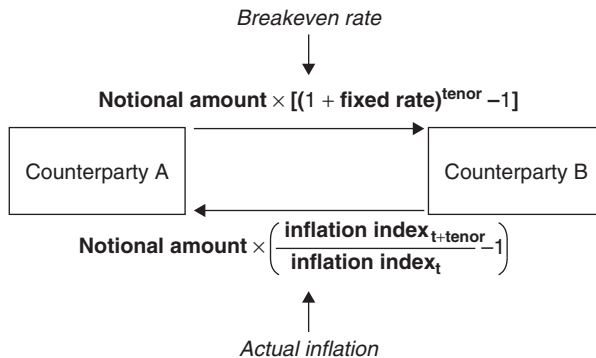 Breakeven rate
Notional amount × [(1 + fixed rate)^tenor −1]
Counterparty A
Counterparty B
Notional amount × (inflation index_t+tenor / inflation index_t −1)
Actual inflation